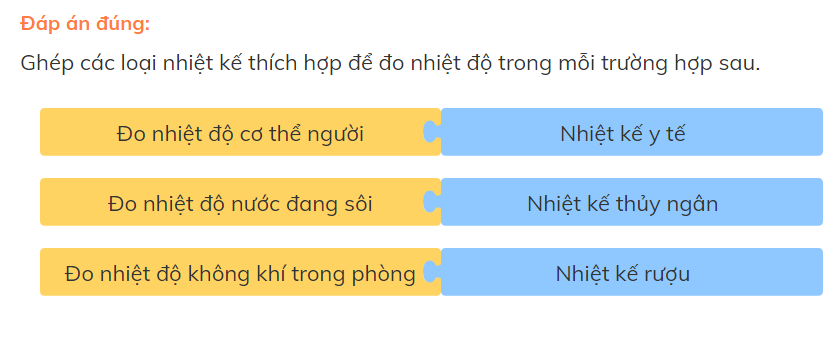 Đáp án đúng:
Ghép các loại nhiệt kế thích hợp để đo nhiệt độ trong mỗi trường hợp sau.
Đo nhiệt độ cơ thể người Nhiệt kế y tế
Đo nhiệt độ nước đang sôi Nhiệt kế thủy ngân
Đo nhiệt độ không khí trong phòng Nhiệt kế rượu